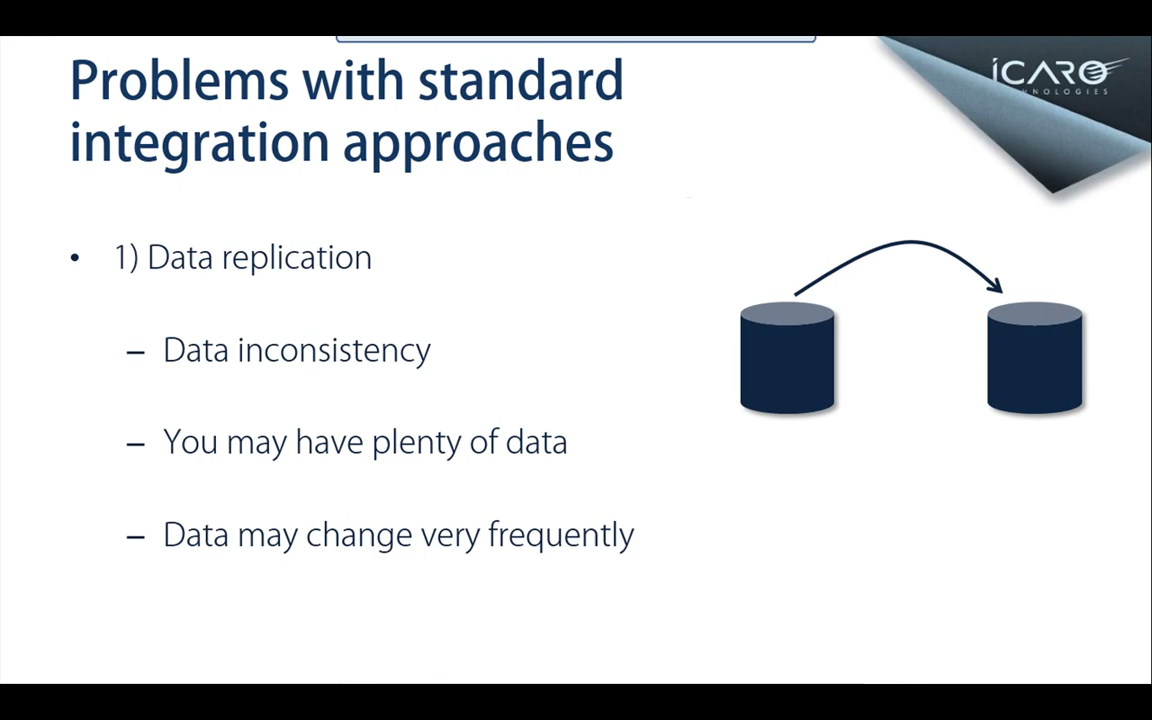 Problems with standard
integration approaches
iCARO
• 1) Data replication
– Data inconsistency
– You may have plenty of data
– Data may change very frequently